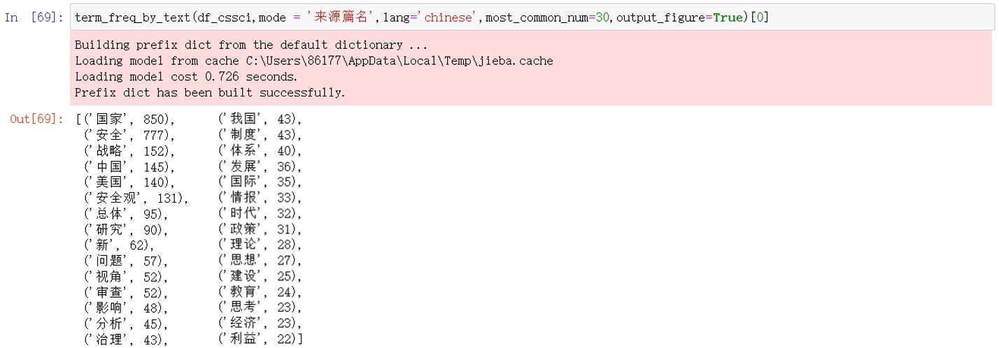 In [69]: term_freq_by_text(df_cssci,mode = '来源篇名',lang='chinese',most_common_num=30,output_figure=True)[0]
Building prefix dict from the default dictionary ...
Loading model from cache C:\Users\86177\AppData\Local\Temp\jieba.cache
Loading model cost 0.726 seconds.
Prefix dict has been built successfully.
Out[69]: [('国家', 850),
('安全', 777),
('战略', 152),
('中国', 145),
('美国', 140),
('安全观', 131),
('总体', 95),
('研究', 90),
('新', 62),
('问题', 57),
('视角', 52),
('审查', 52),
('影响', 48),
('分析', 45),
('治理', 43),
('我国', 43),
('制度', 43),
('体系', 40),
('发展', 36),
('国际', 35),
('情报', 33),
('时代', 32),
('政策', 31),
('理论', 28),
('思想', 27),
('建设', 25),
('教育', 24),
('思考', 23),
('经济', 23),
('利益', 22)]